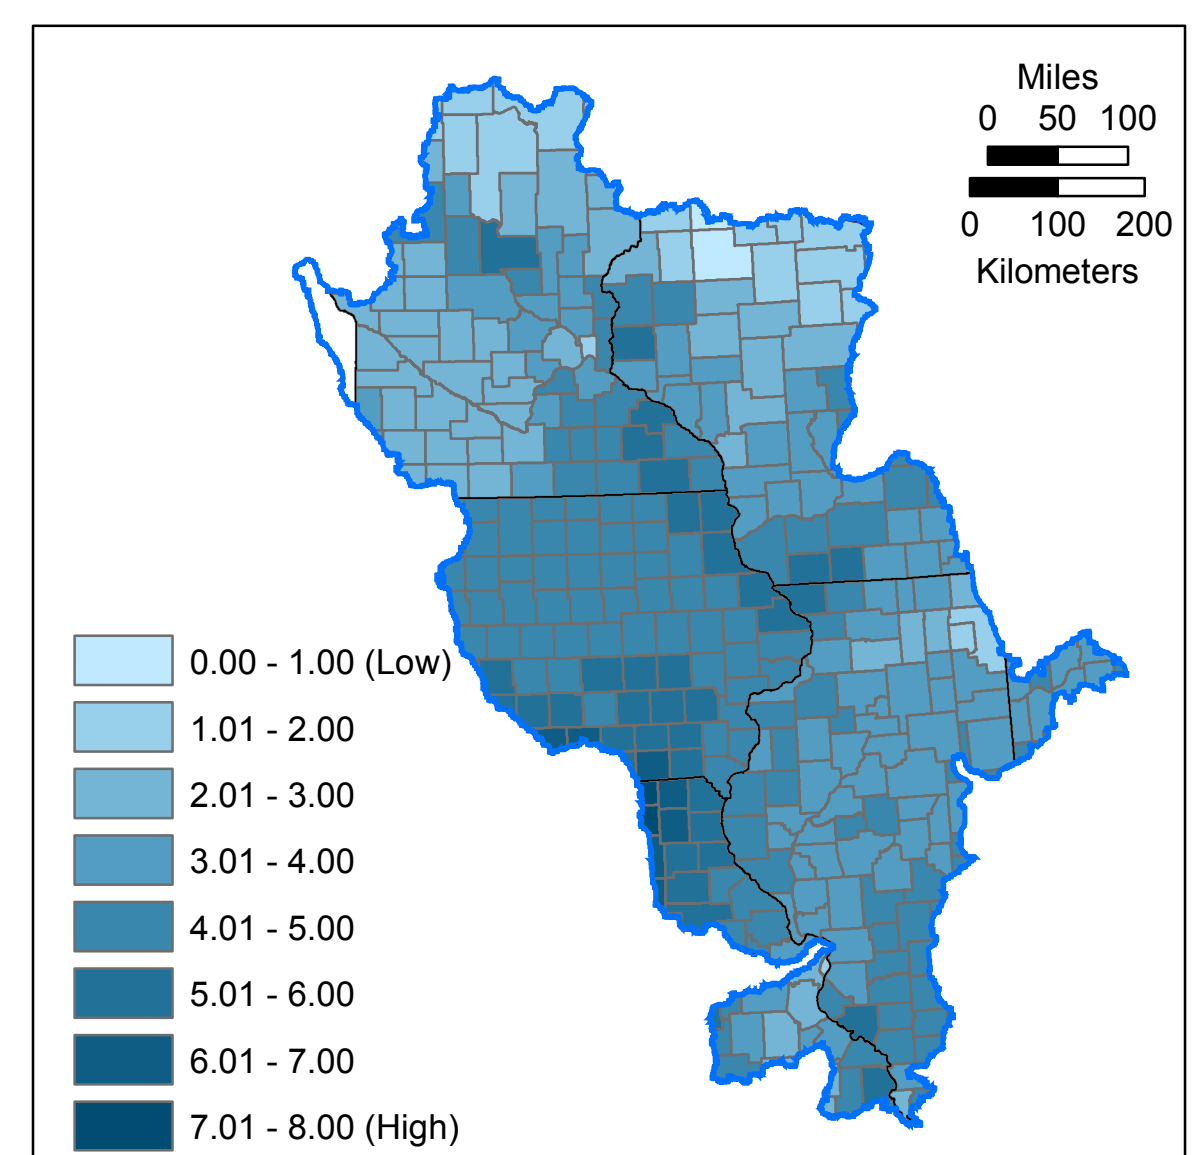 Miles
0 50 100
0 100 200
Kilometers
0.00 - 1.00 (Low)
1.01 - 2.00
2.01 - 3.00
3.01 - 4.00
4.01 - 5.00
5.01 - 6.00
6.01 - 7.00
7.01 - 8.00 (High)